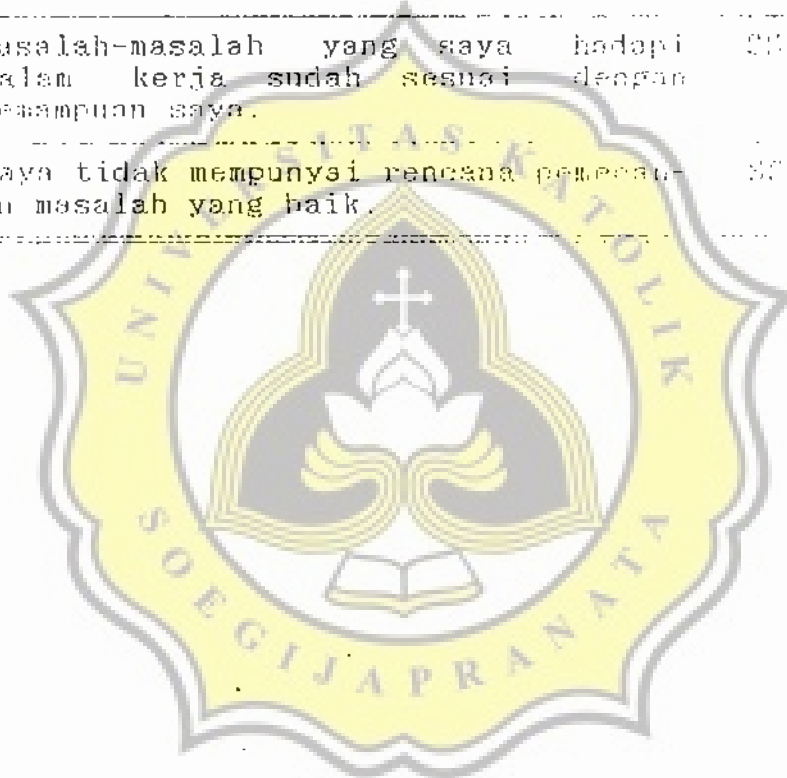 asalah-masalah yang saya hadapi
alam kerja sudah sesuai dengan
emampuan saya.
aya tidak mempunyai rencana pemecah-
n masalah yang baik.
UNIVERSITAS KATOLIK
SOEGIJAPRANATA